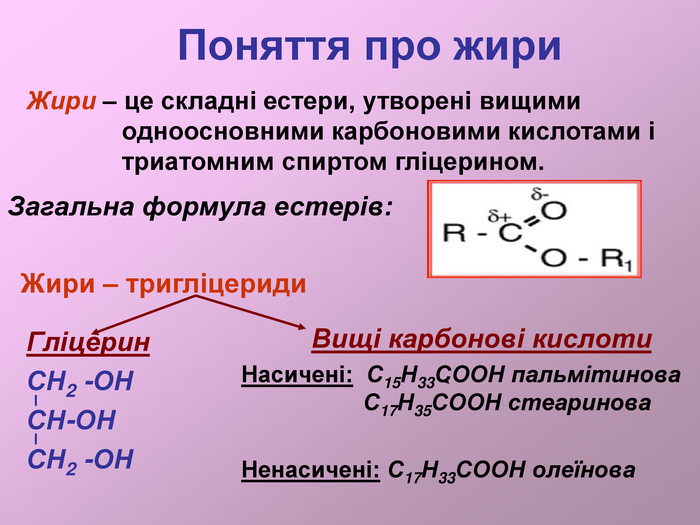 Поняття про жири
Жири – це складні естери, утворені вищими
одноосновними карбоновими кислотами і
триатомним спиртом гліцерином.
Загальна формула естерів:
δ-
δ+ O
R - C
O - R₁
Жири – тригліцериди
Гліцерин
CH₂ -OH
CH-OH
CH₂ -OH
Вищі карбонові кислоти
Насичені: C₁₅H₃₃COOH пальмітинова
C₁₇H₃₅COOH стеаринова
Ненасичені: C₁₇H₃₃COOH олеїнова